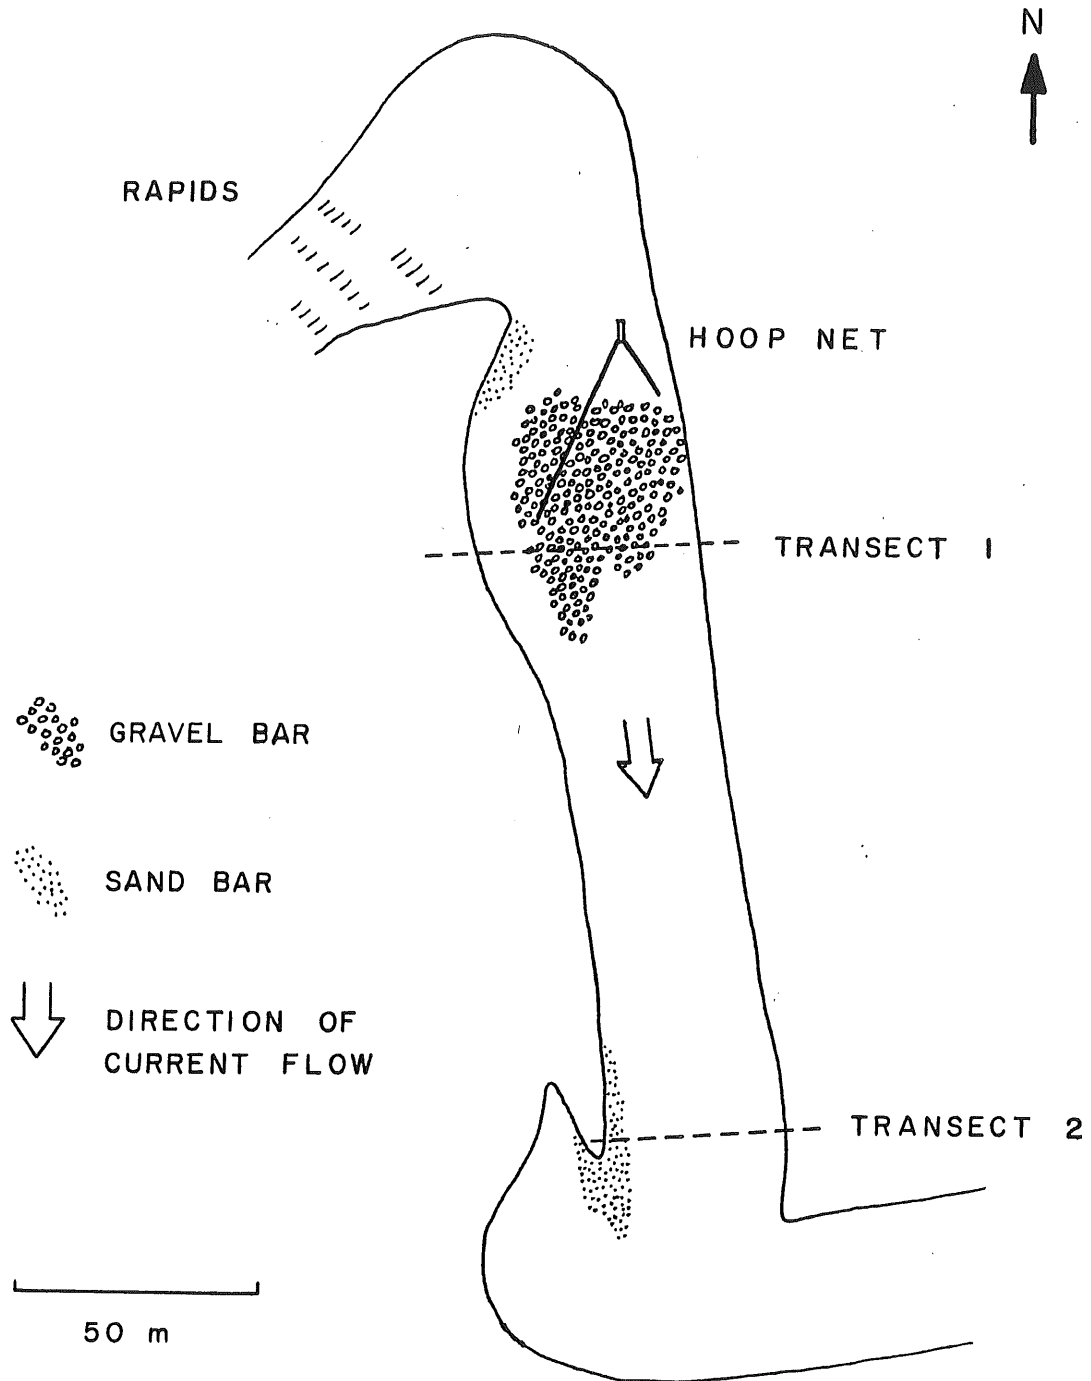 N
RAPIDS
HOOP NET
TRANSECT 1
GRAVEL BAR
SAND BAR
DIRECTION OF
CURRENT FLOW
TRANSECT 2
50 m